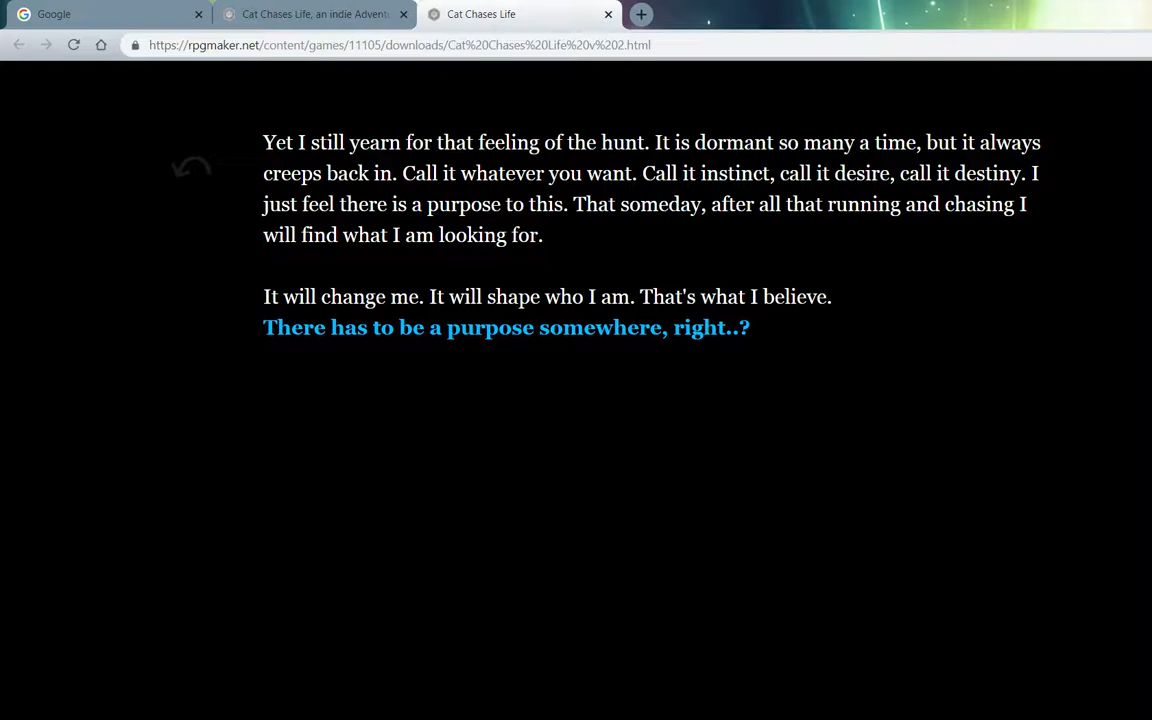 Google
Cat Chases Life, an indie Adventu
Cat Chases Life
https://rpgmaker.net/content/games/11105/downloads/Cat%20Chases%20Life%20v%202.html
Yet I still yearn for that feeling of the hunt. It is dormant so many a time, but it always
creeps back in. Call it whatever you want. Call it instinct, call it desire, call it destiny. I
just feel there is a purpose to this. That someday, after all that running and chasing I
will find what I am looking for.
It will change me. It will shape who I am. That's what I believe.
There has to be a purpose somewhere, right..?